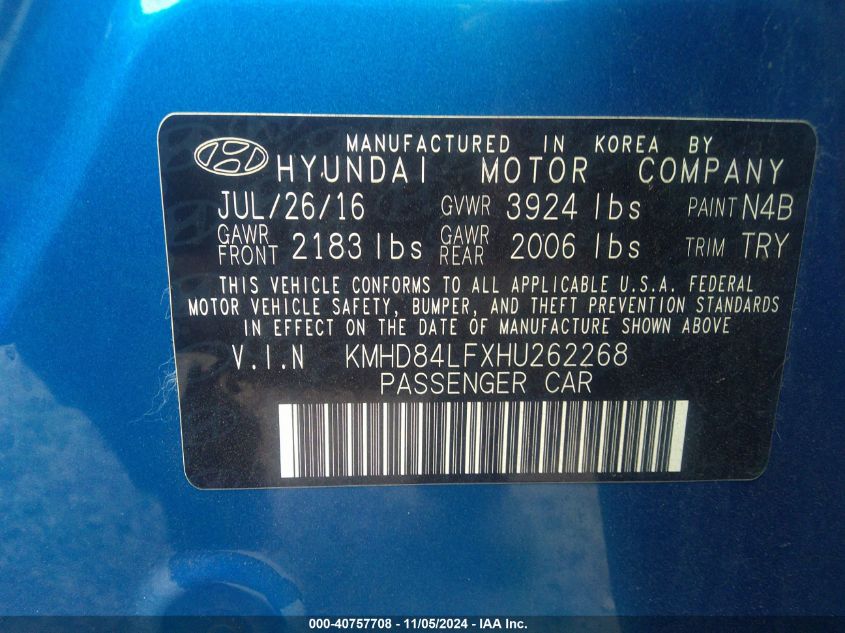 MANUFACTURED IN KOREA BY
HYUNDAI MOTOR COMPANY
JUL/26/16 GVWR 3924 lbs PAINT N4B
GAWR FRONT 2183 lbs GAWR REAR 2006 lbs TRIM TRY
THIS VEHICLE CONFORMS TO ALL APPLICABLE U.S.A. FEDERAL
MOTOR VEHICLE SAFETY, BUMPER, AND THEFT PREVENTION STANDARDS
IN EFFECT ON THE DATE OF MANUFACTURE SHOWN ABOVE
V.I.N KMHD84LFXHU262268
PASSENGER CAR
000-40757708 - 11/05/2024 - IAA Inc.